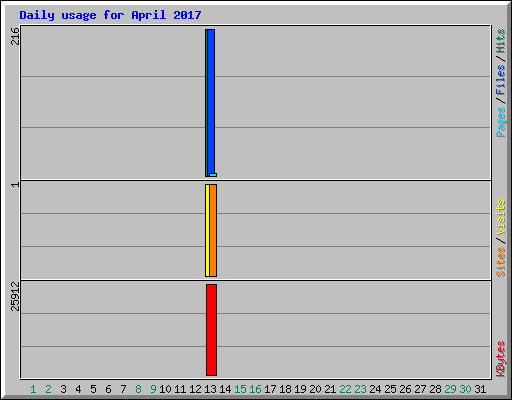 Daily usage for April 2017
216
Pages/Files/Hits
1
Sites/Visits
25912
KBytes
1 2 3 4 5 6 7 8 9 10 11 12 13 14 15 16 17 18 19 20 21 22 23 24 25 26 27 28 29 30 31